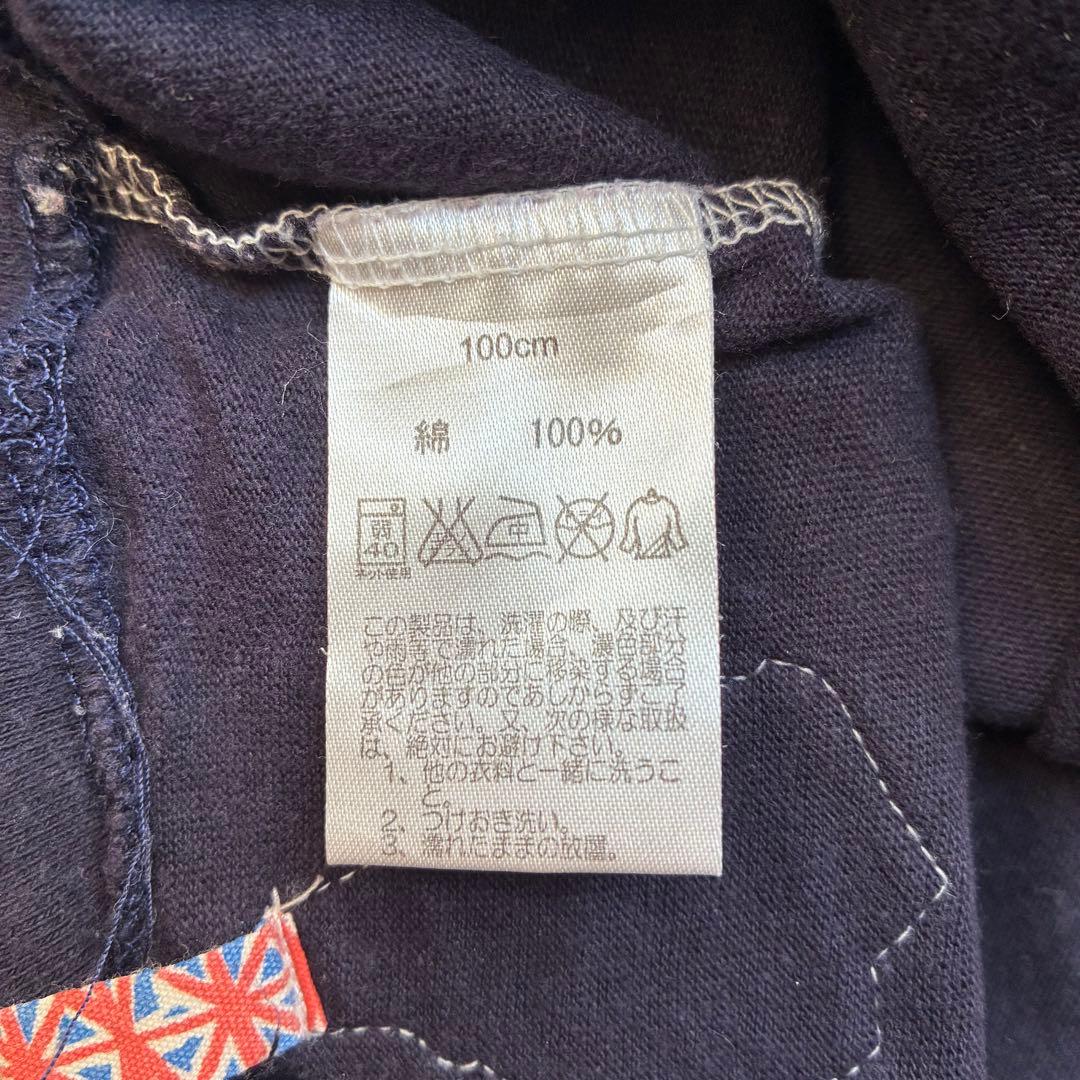 100cm
綿 100%
弱
40
ネット使用
この製品は、洗濯の際、及び汗
や雨等で濡れた場合、濃色部分
の色が他の部分に移染する場合
があります
のであしからずご了
承ください。又、次の様な取扱
は、絶対にお避け下さい。
1、他の衣料と一緒に洗うこ
と。
2、つけおき洗い。
3、濡れたままの放置。